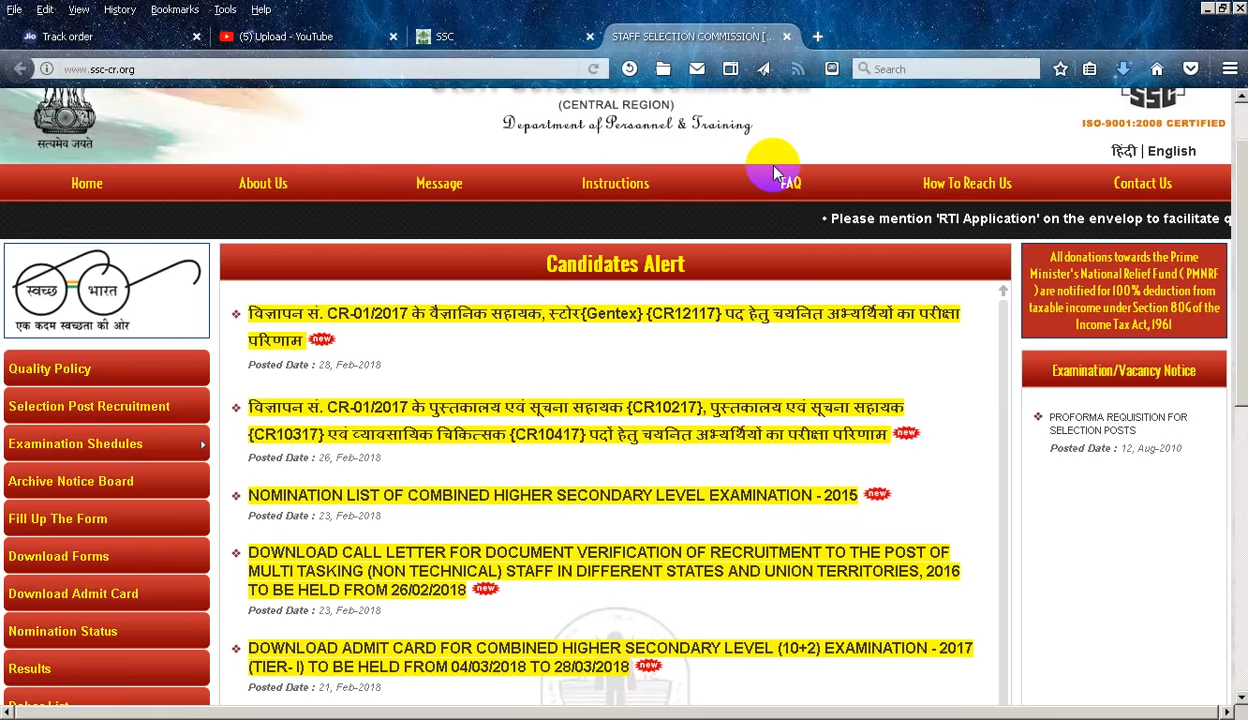 File Edit View History Bookmarks Tools Help
Jio Track order
(5) Upload - YouTube
SSC
STAFF SELECTION COMMISSION [...
www.ssc-cr.org
Search
(CENTRAL REGION)
Department of Personnel & Training
सत्यमेव जयते
SSC
ISO-9001:2008 CERTIFIED
हिंदी | English
Home About Us Message Instructions FAQ How To Reach Us Contact Us
• Please mention 'RTI Application' on the envelop to facilitate q
स्वच्छ भारत
एक कदम स्वच्छता की ओर
Quality Policy
Selection Post Recruitment
Examination Shedules
Archive Notice Board
Fill Up The Form
Download Forms
Download Admit Card
Nomination Status
Results
Candidates Alert
विज्ञापन सं. CR-01/2017 के वैज्ञानिक सहायक, स्टोर{Gentex} {CR12117} पद हेतु चयनित अभ्यर्थियों का परीक्षा
परिणाम new
Posted Date : 28, Feb-2018
विज्ञापन सं. CR-01/2017 के पुस्तकालय एवं सूचना सहायक {CR10217}, पुस्तकालय एवं सूचना सहायक
{CR10317} एवं व्यावसायिक चिकित्सक {CR10417} पदों हेतु चयनित अभ्यर्थियों का परीक्षा परिणाम new
Posted Date : 26, Feb-2018
NOMINATION LIST OF COMBINED HIGHER SECONDARY LEVEL EXAMINATION - 2015 new
Posted Date : 23, Feb-2018
DOWNLOAD CALL LETTER FOR DOCUMENT VERIFICATION OF RECRUITMENT TO THE POST OF
MULTI TASKING (NON TECHNICAL) STAFF IN DIFFERENT STATES AND UNION TERRITORIES, 2016
TO BE HELD FROM 26/02/2018 new
Posted Date : 23, Feb-2018
DOWNLOAD ADMIT CARD FOR COMBINED HIGHER SECONDARY LEVEL (10+2) EXAMINATION - 2017
(TIER- I) TO BE HELD FROM 04/03/2018 TO 28/03/2018 new
Posted Date : 21, Feb-2018
All donations towards the Prime
Minister's National Relief Fund ( PMNRF
) are notified for 100% deduction from
taxable income under Section 80G of the
Income Tax Act, 1961
Examination/Vacancy Notice
PROFORMA REQUISITION FOR
SELECTION POSTS
Posted Date : 12, Aug-2010